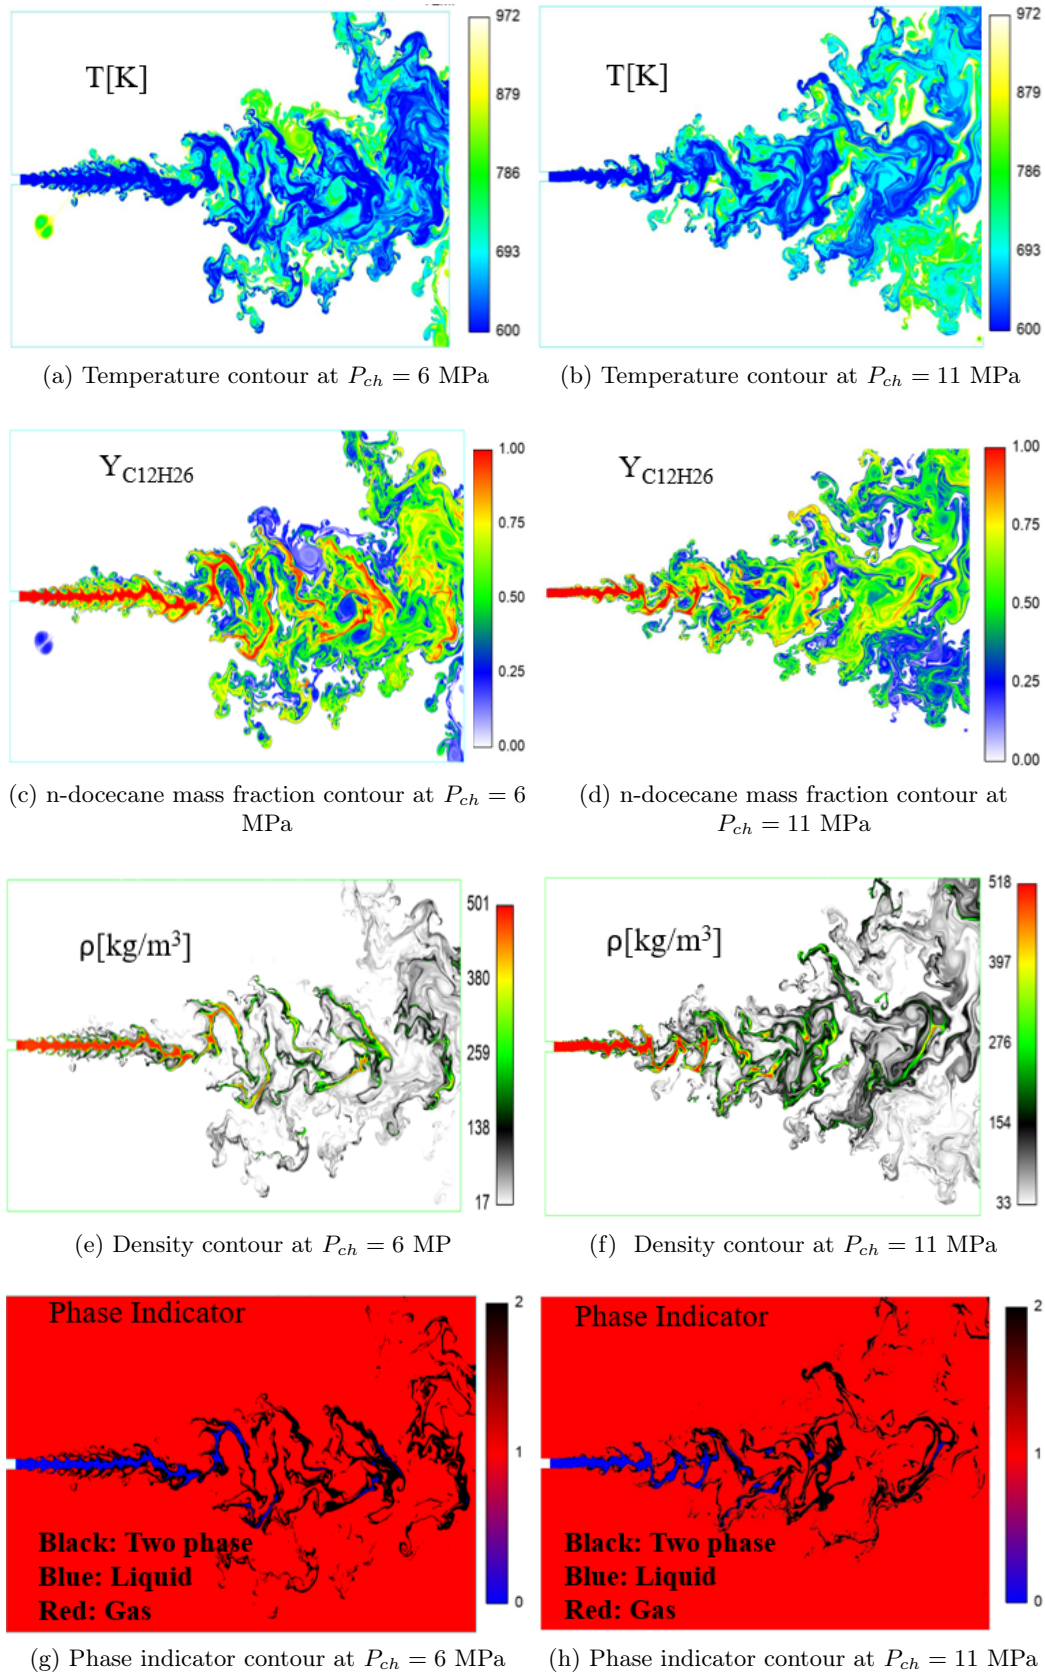 T[K]
972
879
786
693
600
T[K]
972
879
786
693
600
(a) Temperature contour at P_ch = 6 MPa
(b) Temperature contour at P_ch = 11 MPa
Y_C12H26
1.00
0.75
0.50
0.25
0.00
Y_C12H26
1.00
0.75
0.50
0.25
0.00
(c) n-docecane mass fraction contour at P_ch = 6
MPa
(d) n-docecane mass fraction contour at
P_ch = 11 MPa
ρ[kg/m³]
501
380
259
138
17
ρ[kg/m³]
518
397
276
154
33
(e) Density contour at P_ch = 6 MP
(f) Density contour at P_ch = 11 MPa
Phase Indicator
2
1
0
Black: Two phase
Blue: Liquid
Red: Gas
Phase Indicator
2
1
0
Black: Two phase
Blue: Liquid
Red: Gas
(g) Phase indicator contour at P_ch = 6 MPa
(h) Phase indicator contour at P_ch = 11 MPa